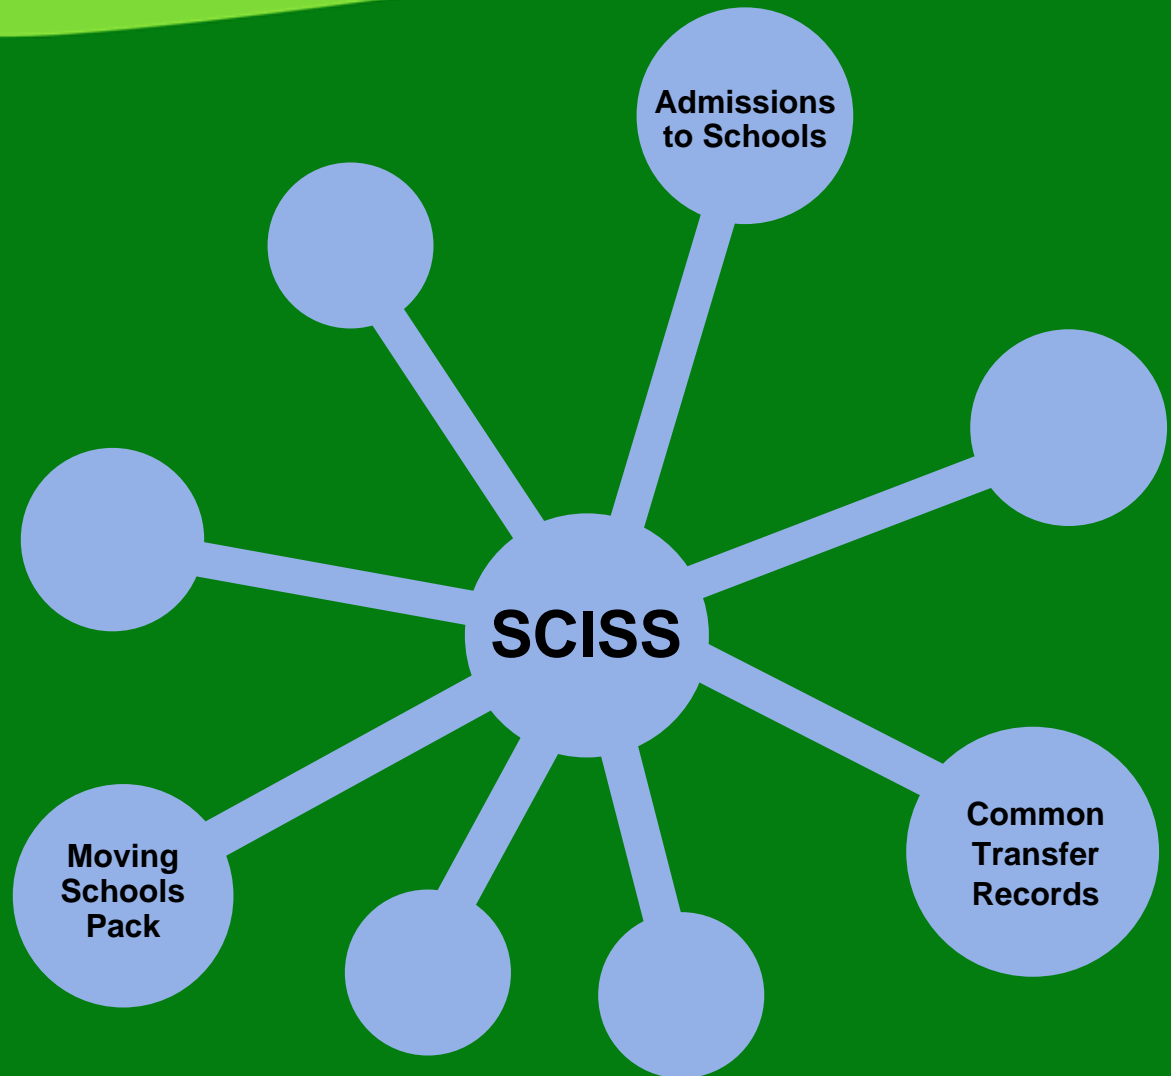 Admissions
to Schools
SCISS
Common
Transfer
Records
Moving
Schools
Pack